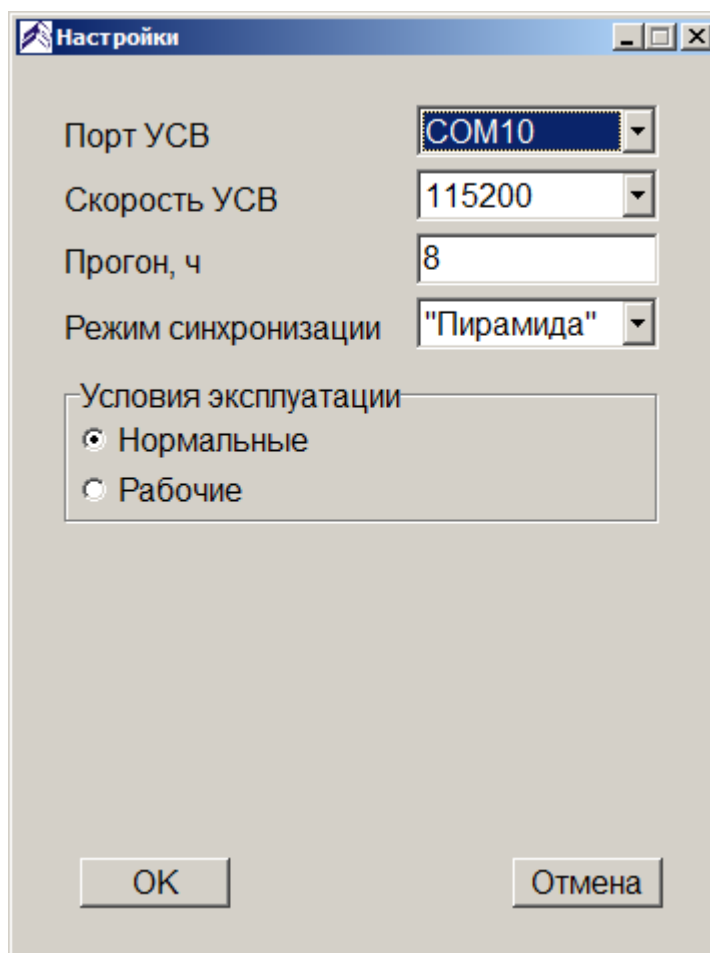 Настройки
Порт УСВ COM10
Скорость УСВ 115200
Прогон, ч 8
Режим синхронизации "Пирамида"
Условия эксплуатации
Нормальные
Рабочие
OK Отмена